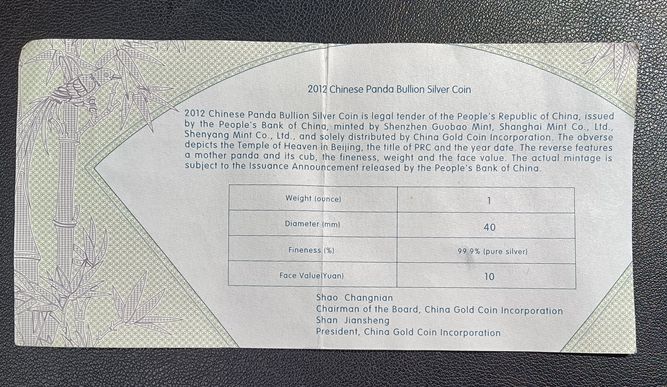 2012 Chinese Panda Bullion Silver Coin
2012 Chinese Panda Bullion Silver Coin is legal tender of the People's Republic of China, issued
by the People's Bank of China, minted by Shenzhen Guobao Mint, Shanghai Mint Co., Ltd.,
Shenyang Mint Co., Ltd., and solely distributed by China Gold Coin Incorporation. The obverse
depicts the Temple of Heaven in Beijing, the title of PRC and the year date. The reverse features
a mother panda and its cub, the fineness, weight and the face value. The actual mintage is
subject to the Issuance Announcement released by the People's Bank of China.
Weight (ounce) 1
Diameter (mm) 40
Fineness (%) 99.9% (pure silver)
Face Value(Yuan) 10
Shao Changnian
Chairman of the Board, China Gold Coin Incorporation
Shan Jiansheng
President, China Gold Coin Incorporation